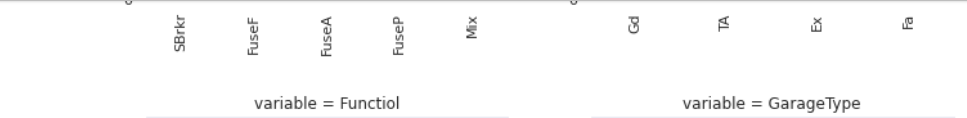 SBrkr FuseF FuseA FuseP Mix Gd TA Ex Fa
variable = Functiol variable = GarageType